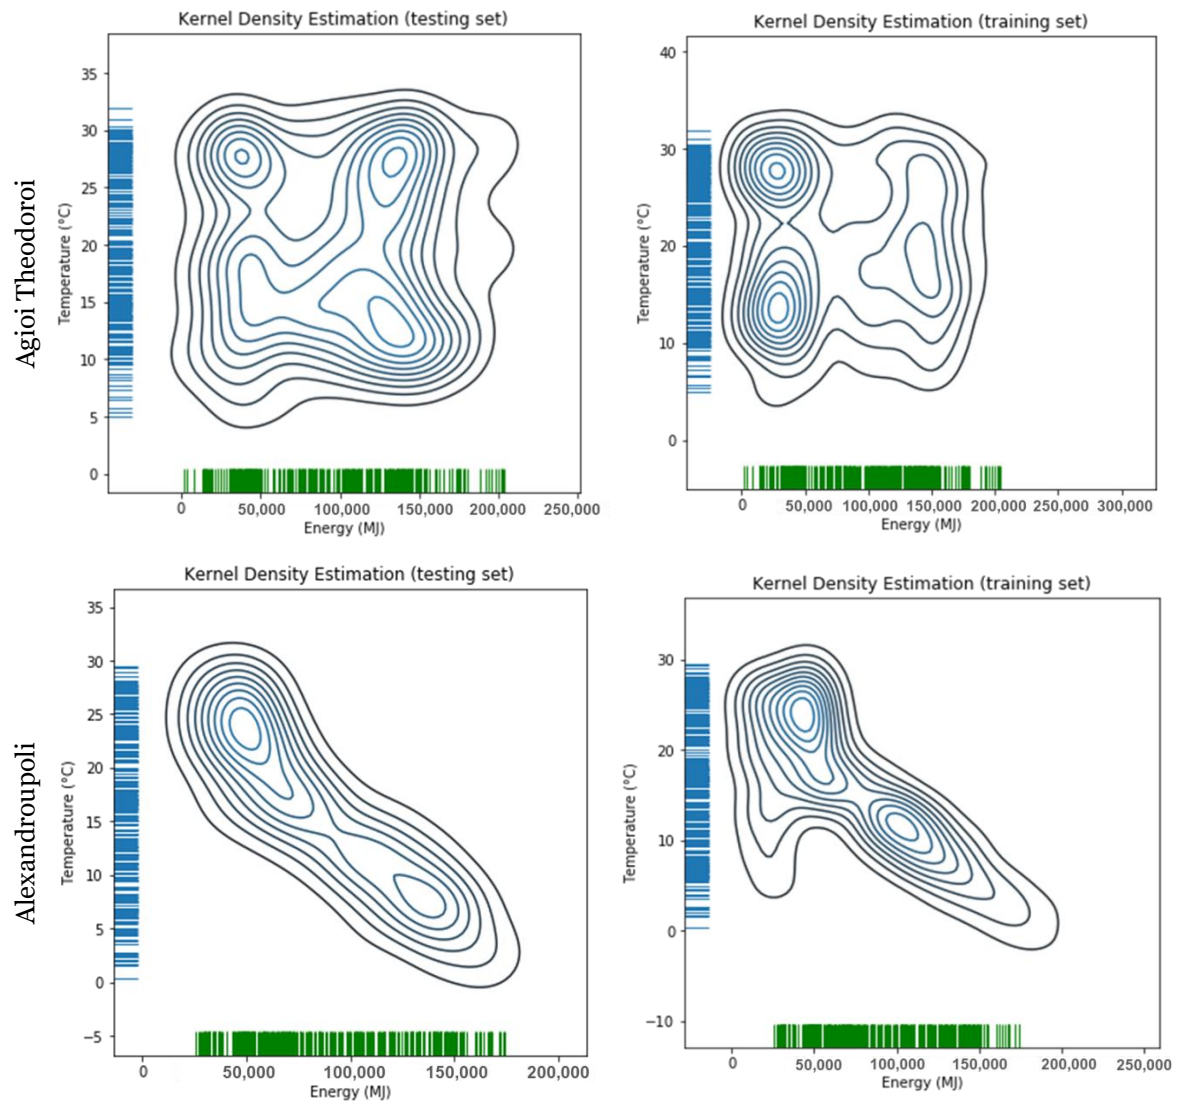 Kernel Density Estimation (testing set)
Agioi Theodoroi
Temperature (°C)
35
30
25
20
15
10
5
0
0 50,000 100,000 150,000 200,000 250,000
Energy (MJ)
Kernel Density Estimation (training set)
Temperature (°C)
40
30
20
10
0
0 50,000 100,000 150,000 200,000 250,000 300,000
Energy (MJ)
Kernel Density Estimation (testing set)
Alexandroupoli
Temperature (°C)
35
30
25
20
15
10
5
0
−5
0 50,000 100,000 150,000 200,000
Energy (MJ)
Kernel Density Estimation (training set)
Temperature (°C)
30
20
10
0
−10
0 50,000 100,000 150,000 200,000 250,000
Energy (MJ)